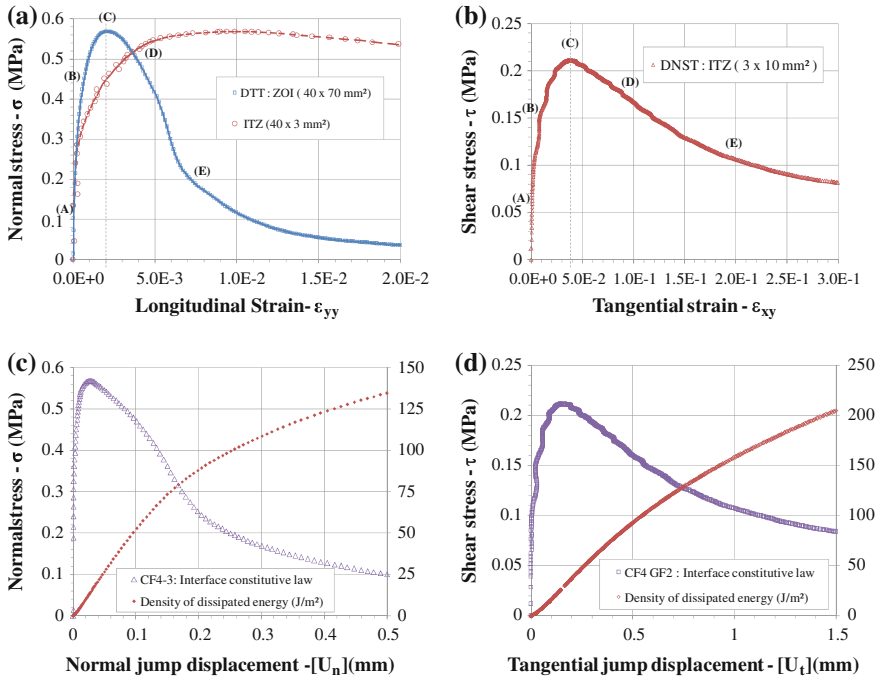 (a)
Normal stress - σ (MPa)
0.6
0.5
0.4
0.3
0.2
0.1
0
(A)
(B)
(C)
(D)
(E)
DTT : ZOI (40 x 70 mm²)
ITZ (40 x 3 mm²)
0.0E+0
5.0E-3
1.0E-2
1.5E-2
2.0E-2
Longitudinal Strain- εyy
(b)
Shear stress - τ (MPa)
0.25
0.2
0.15
0.1
0.05
0
(A)
(B)
(C)
(D)
(E)
DNST : ITZ ( 3 x 10 mm²)
0.0E+0
5.0E-2
1.0E-1
1.5E-1
2.0E-1
2.5E-1
3.0E-1
Tangential strain - εxy
(c)
Normalstress - σ (MPa)
0.6
0.5
0.4
0.3
0.2
0.1
0
150
125
100
75
50
25
0
CF4-3: Interface constitutive law
Density of dissipated energy (J/m²)
0
0.1
0.2
0.3
0.4
0.5
Normal jump displacement -[Un](mm)
(d)
Shear stress - τ (MPa)
0.25
0.2
0.15
0.1
0.05
0
250
200
150
100
50
0
CF4 GF2 : Interface constitutive law
Density of dissipated energy (J/m²)
0
0.5
1
1.5
Tangential jump displacement - [Ut](mm)